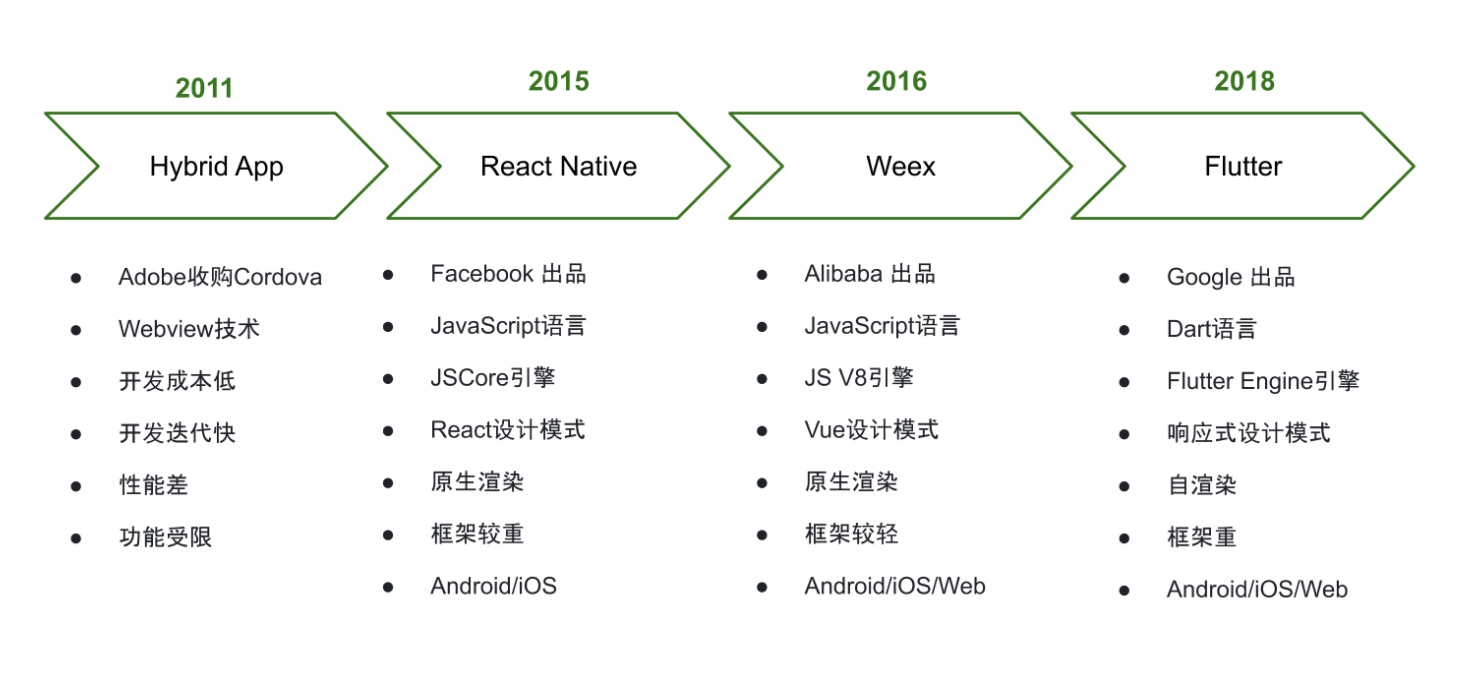 2011
Hybrid App
Adobe收购Cordova
Webview技术
开发成本低
开发迭代快
性能差
功能受限
2015
React Native
Facebook 出品
JavaScript语言
JSCore引擎
React设计模式
原生渲染
框架较重
Android/iOS
2016
Weex
Alibaba 出品
JavaScript语言
JS V8引擎
Vue设计模式
原生渲染
框架较轻
Android/iOS/Web
2018
Flutter
Google 出品
Dart语言
Flutter Engine引擎
响应式设计模式
自渲染
框架重
Android/iOS/Web